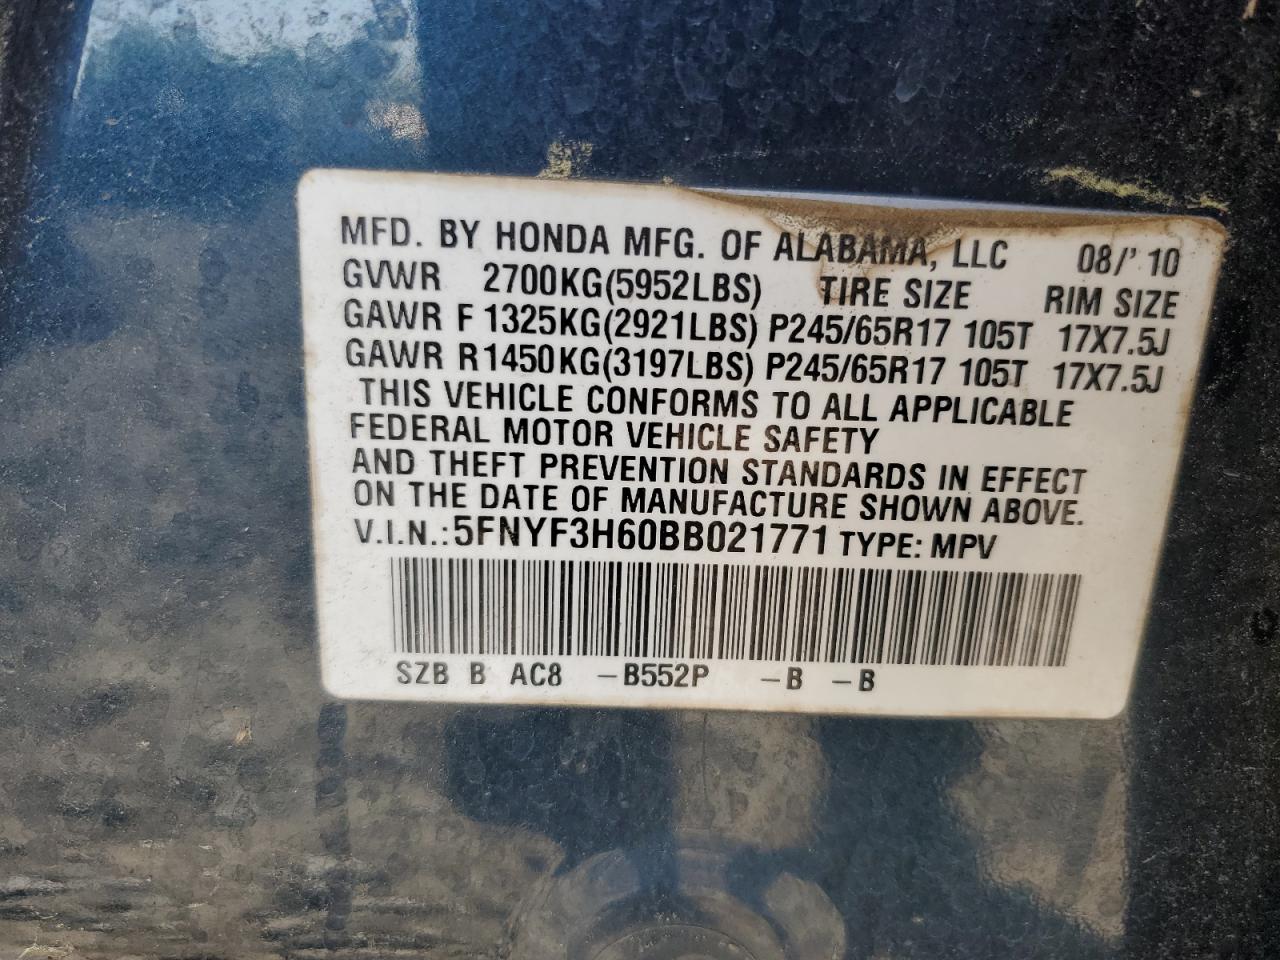 MFD. BY HONDA MFG. OF ALABAMA, LLC 08/' 10
GVWR 2700KG(5952LBS) TIRE SIZE RIM SIZE
GAWR F 1325KG(2921LBS) P245/65R17 105T 17X7.5J
GAWR R1450KG(3197LBS) P245/65R17 105T 17X7.5J
THIS VEHICLE CONFORMS TO ALL APPLICABLE
FEDERAL MOTOR VEHICLE SAFETY
AND THEFT PREVENTION STANDARDS IN EFFECT
ON THE DATE OF MANUFACTURE SHOWN ABOVE.
V.I.N.:5FNYF3H60BB021771 TYPE: MPV
SZB B AC8 -B552P -B -B